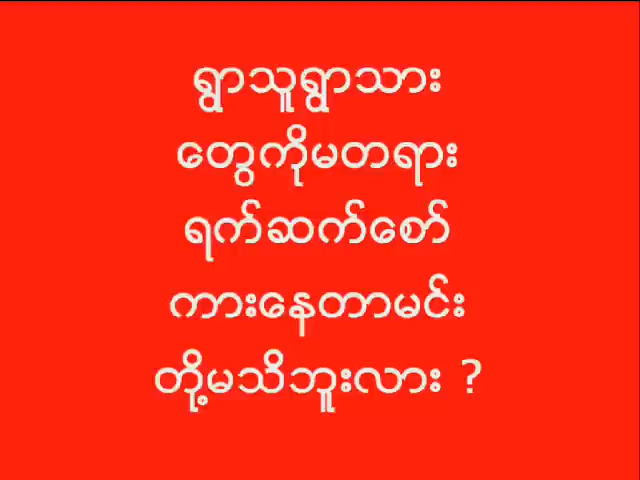 ရွာသူရွာသား
တွေကိုမတရား
ရက်ဆက်စော်
ကားနေတာမင်း
တို့မသိဘူးလား ?